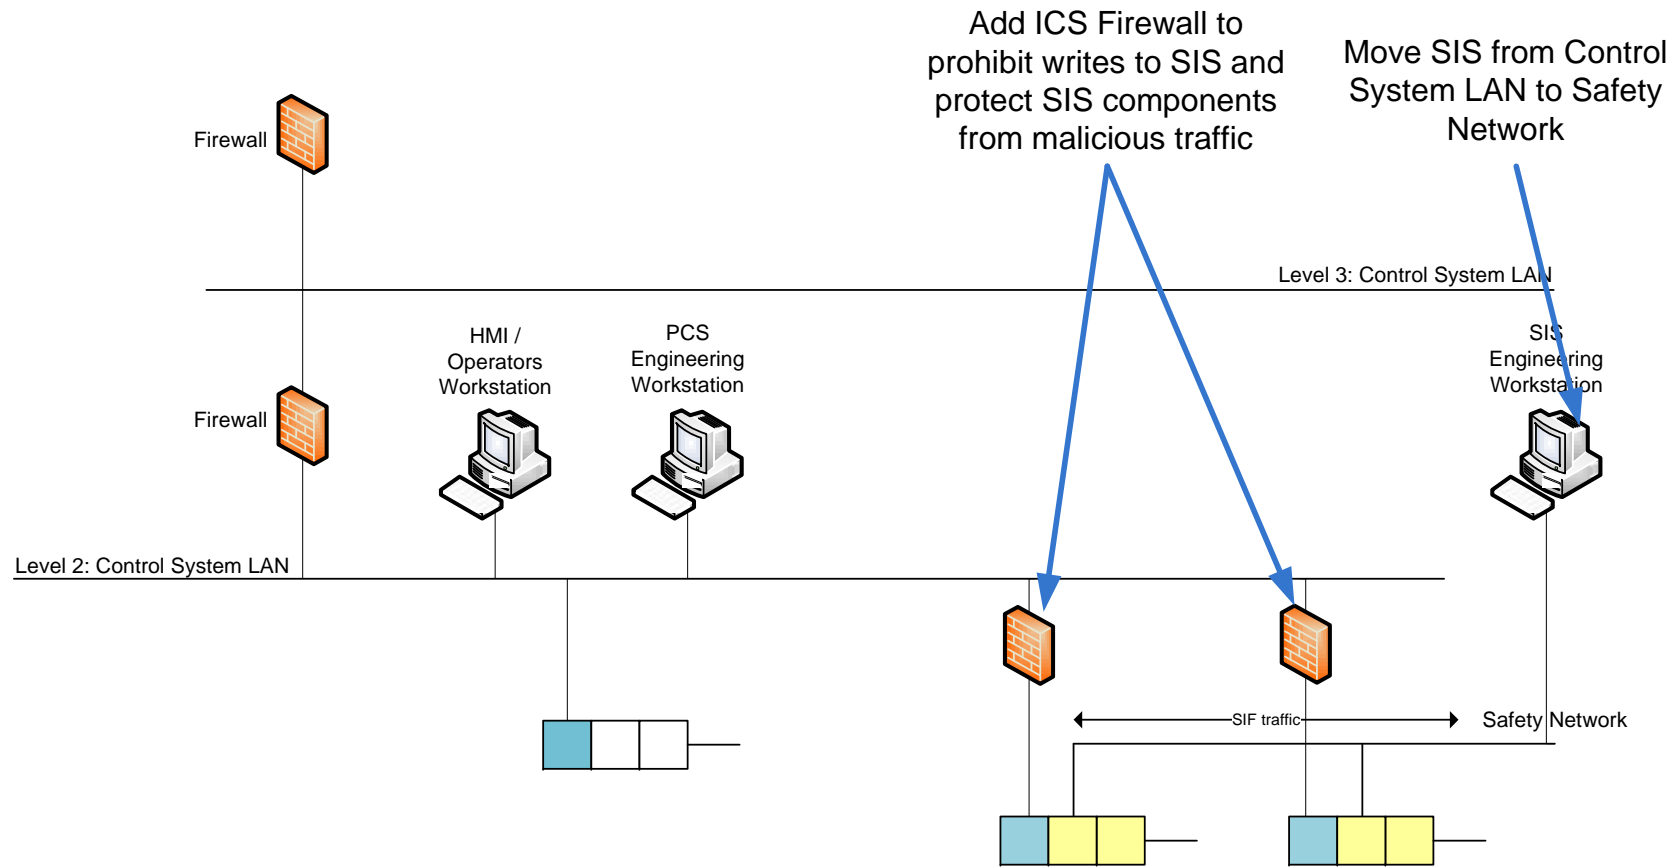 Add ICS Firewall to
prohibit writes to SIS and
protect SIS components
from malicious traffic
Move SIS from Control
System LAN to Safety
Network
Firewall
Level 3: Control System LAN
HMI /
Operators
Workstation
PCS
Engineering
Workstation
SIS
Engineering
Workstation
Firewall
Level 2: Control System LAN
SIF traffic
Safety Network